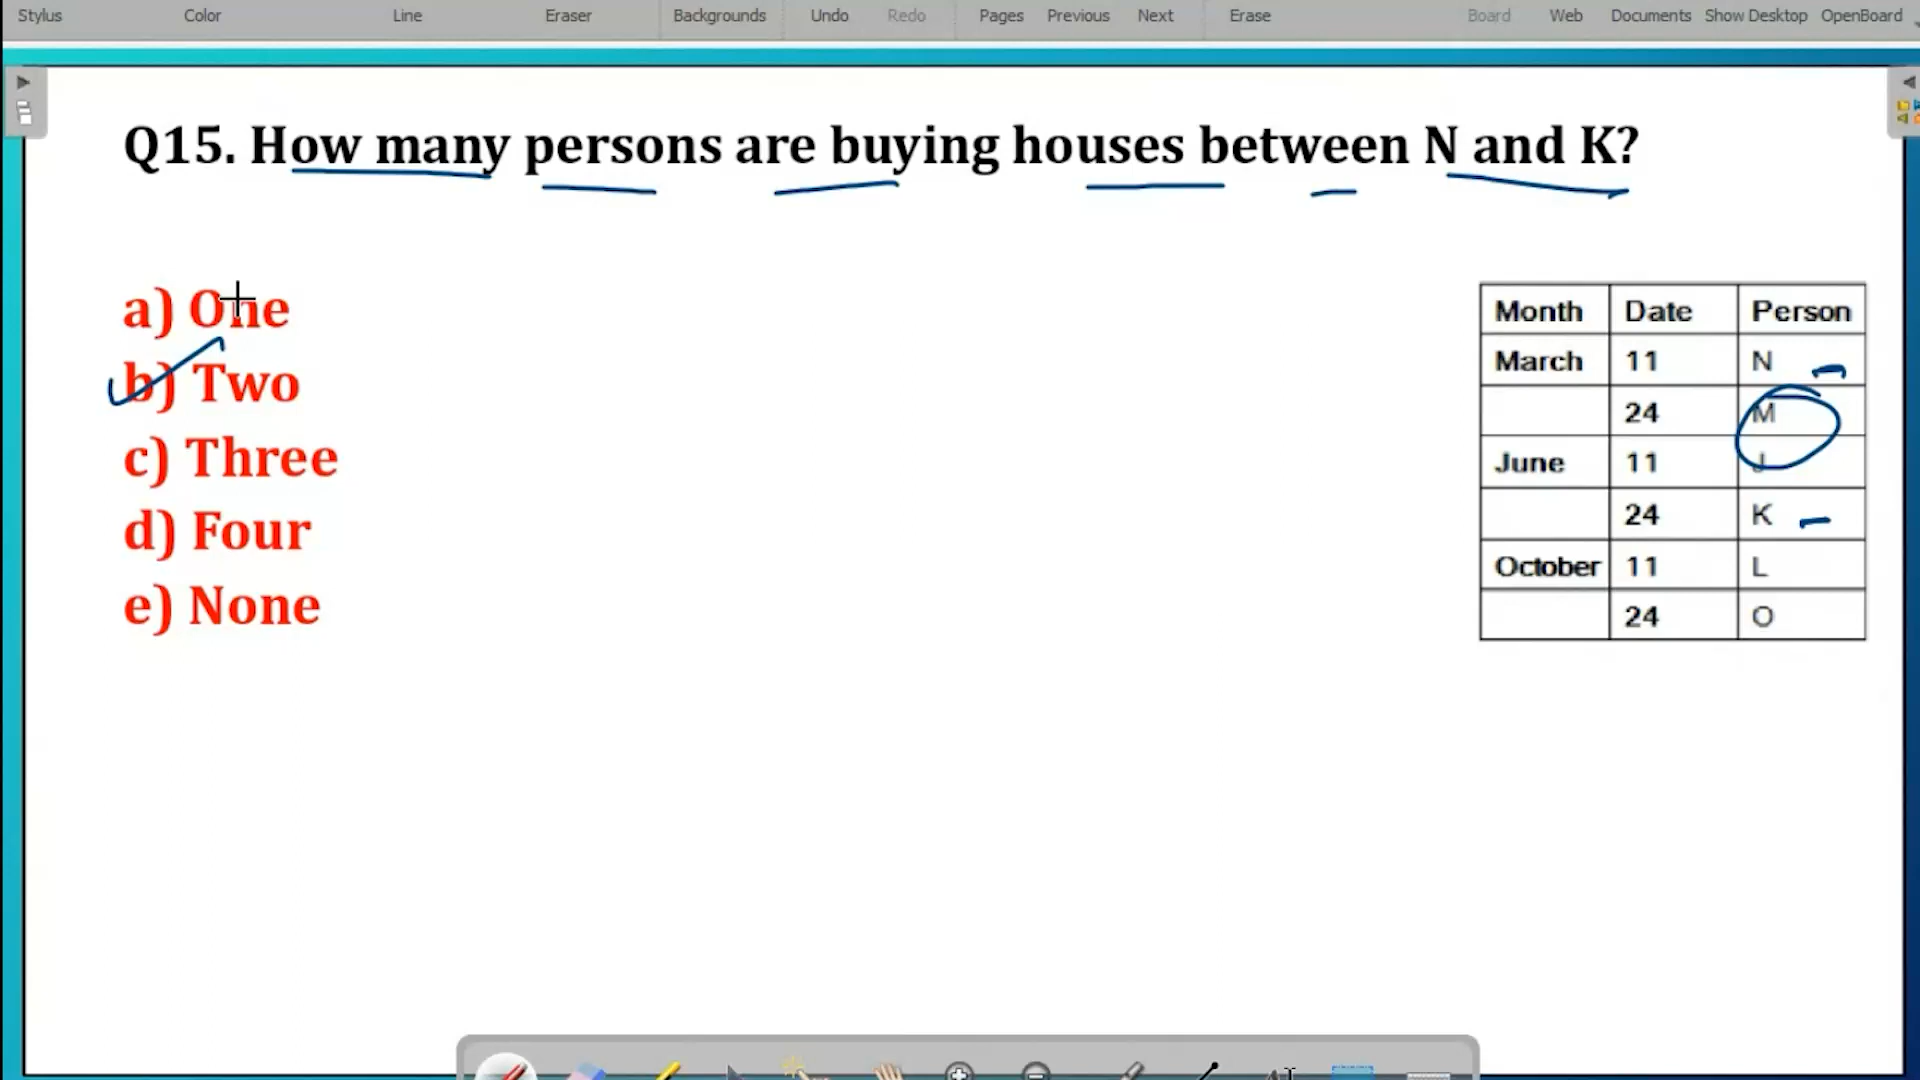 Stylus Color Line Eraser Backgrounds Undo Redo Pages Previous Next Erase Board Web Documents Show Desktop OpenBoard
Q15. How many persons are buying houses between N and K?
a) One
b) Two
c) Three
d) Four
e) None
Month Date Person
March 11 N
24 M
June 11 J
24 K
October 11 L
24 O